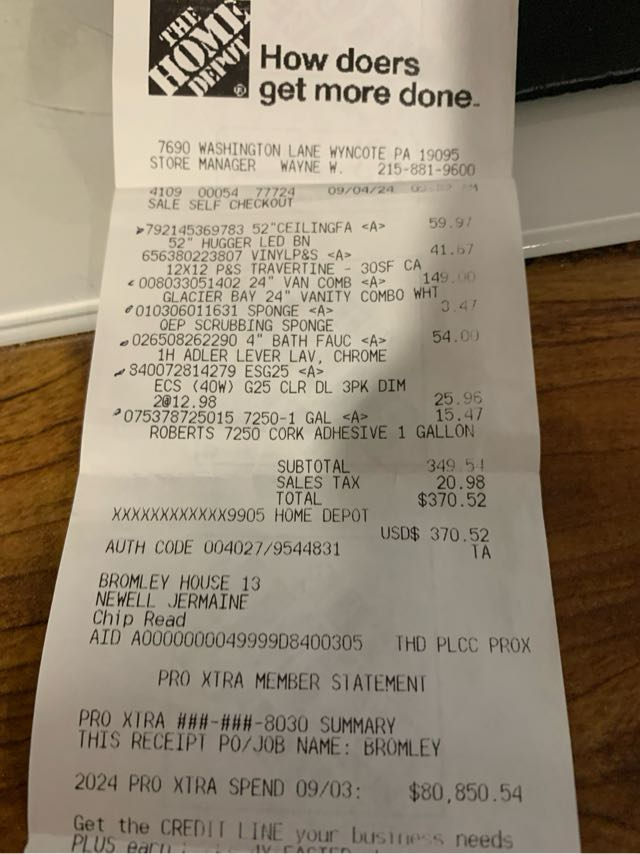 THE
HOME
DEPOT
®
How doers
get more done.
7690 WASHINGTON LANE WYNCOTE PA 19095
STORE MANAGER WAYNE W. 215-881-9600
4109 00054 77724 09/04/24
SALE SELF CHECKOUT
792145369783 52"CEILINGFA <A> 59.97
52" HUGGER LED BN
656380223807 VINYLP&S <A> 41.67
12X12 P&S TRAVERTINE - 30SF CA
008033051402 24" VAN COMB <A> 149.00
GLACIER BAY 24" VANITY COMBO WHT
010306011631 SPONGE <A> 3.47
QEP SCRUBBING SPONGE
026508262290 4" BATH FAUC <A> 54.00
1H ADLER LEVER LAV, CHROME
840072814279 ESG25 <A>
ECS (40W) G25 CLR DL 3PK DIM
2@12.98 25.96
075378725015 7250-1 GAL <A> 15.47
ROBERTS 7250 CORK ADHESIVE 1 GALLON
SUBTOTAL 349.54
SALES TAX 20.98
TOTAL $370.52
XXXXXXXXXXXX9905 HOME DEPOT
USD$ 370.52
AUTH CODE 004027/9544831 TA
BROMLEY HOUSE 13
NEWELL JERMAINE
Chip Read
AID A0000000049999D8400305 THD PLCC PROX
PRO XTRA MEMBER STATEMENT
PRO XTRA ###-###-8030 SUMMARY
THIS RECEIPT PO/JOB NAME: BROMLEY
2024 PRO XTRA SPEND 09/03: $80,850.54
Get the CREDIT LINE your business needs
PLUS earn